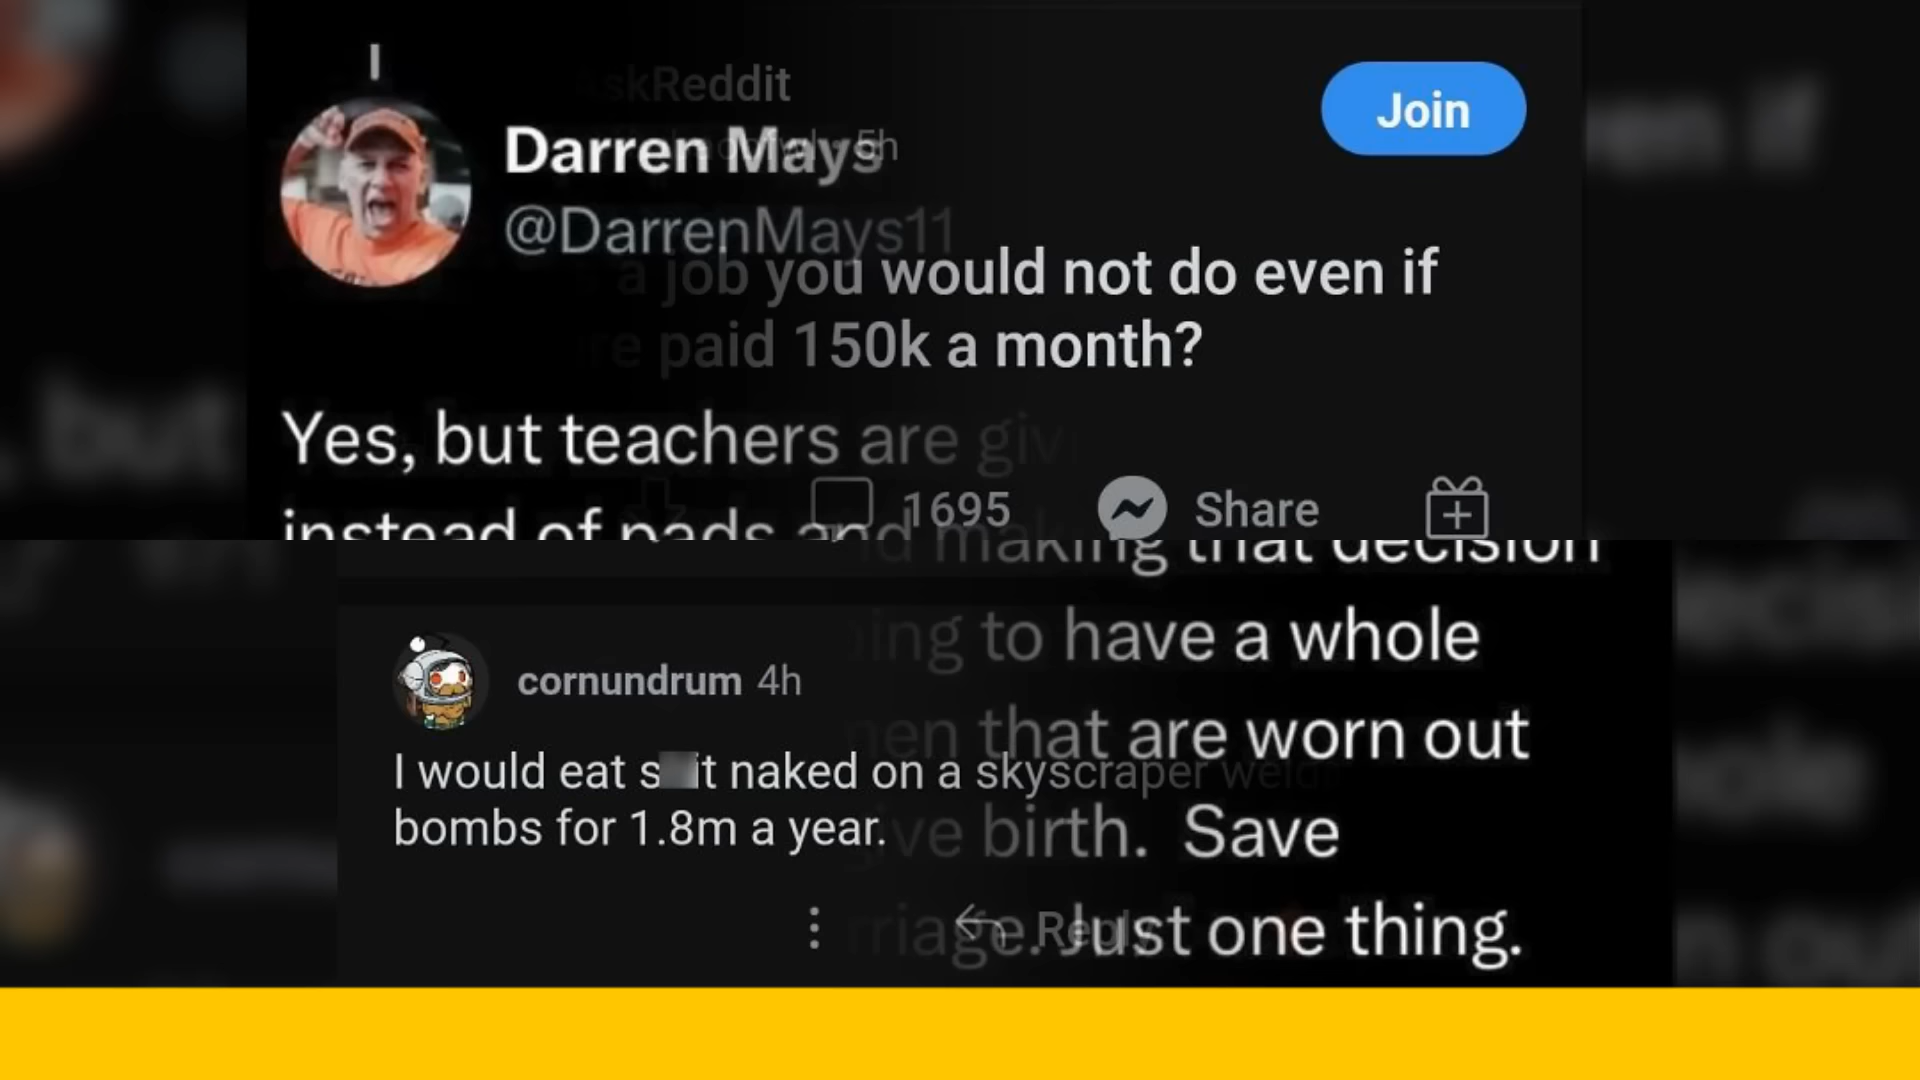 I
AskReddit
Join
Darren Mays
5h
@DarrenMays11
a job you would not do even if
re paid 150k a month?
Yes, but teachers are giv
1695
Share
instead of pads and making that decision
ing to have a whole
cornundrum 4h
men that are worn out
I would eat s it naked on a skyscraper weld
ive birth. Save
bombs for 1.8m a year.
rriage. Just one thing.
Reply